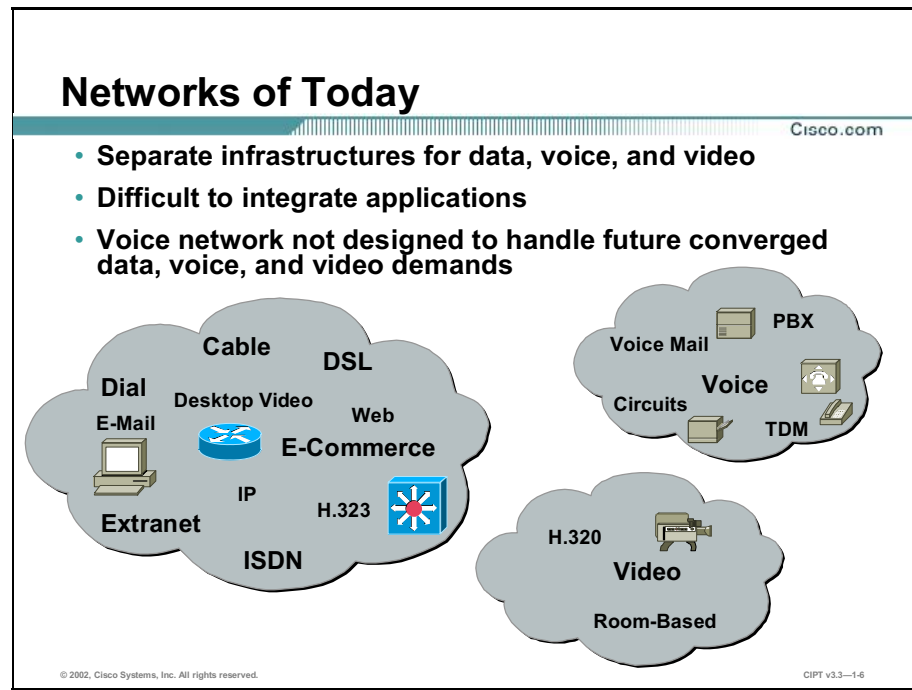 Networks of Today
Cisco.com
• Separate infrastructures for data, voice, and video
• Difficult to integrate applications
• Voice network not designed to handle future converged
data, voice, and video demands
Cable
DSL
Dial
Desktop Video
E-Mail
Web
E-Commerce
IP
H.323
Extranet
ISDN
PBX
Voice Mail
Voice
Circuits
TDM
H.320
Video
Room-Based
© 2002, Cisco Systems, Inc. All rights reserved.
CIPT v3.3—1-6